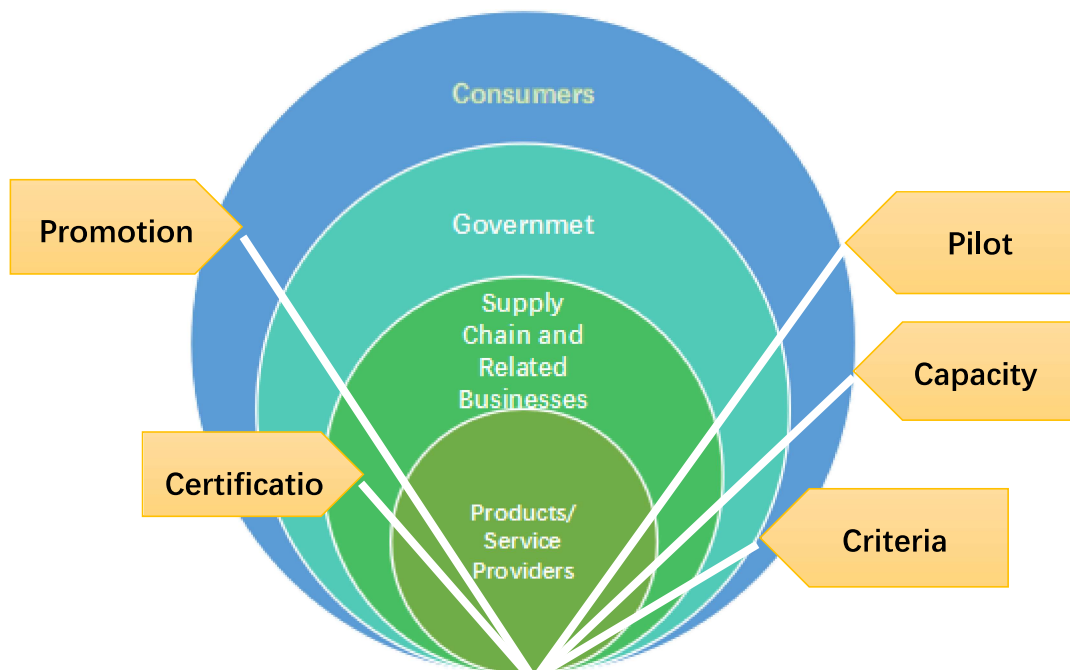 Consumers
Governmet
Promotion
Pilot
Supply
Chain and
Related
Businesses
Capacity
Certificatio
Products/
Service
Providers
Criteria